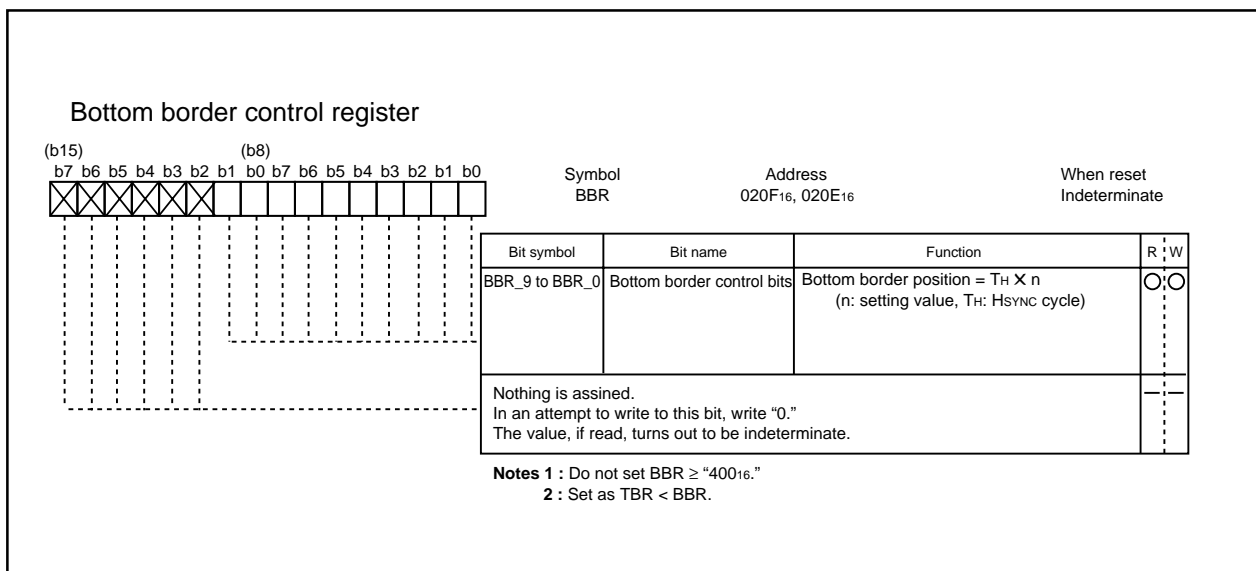 Bottom border control register
(b15) (b8)
b7 b6 b5 b4 b3 b2 b1 b0 b7 b6 b5 b4 b3 b2 b1 b0
Symbol Address When reset
BBR 020F16, 020E16 Indeterminate
Bit symbol Bit name Function R W
BBR_9 to BBR_0 Bottom border control bits Bottom border position = TH X n
(n: setting value, TH: HSYNC cycle)
Nothing is assined.
In an attempt to write to this bit, write “0.”
The value, if read, turns out to be indeterminate.
Notes 1 : Do not set BBR ≥ “40016.”
2 : Set as TBR < BBR.